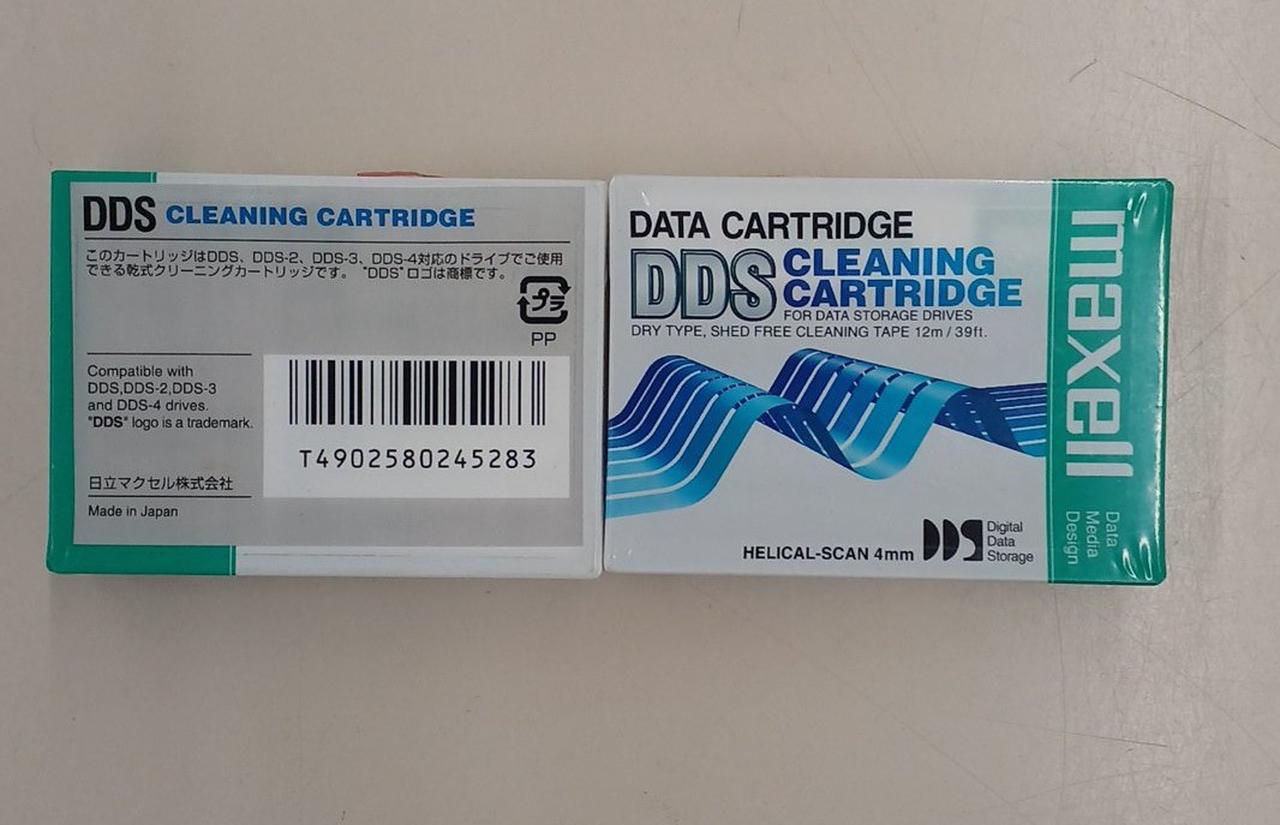 DDS CLEANING CARTRIDGE
このカートリッジはDDS、DDS-2、DDS-3、DDS-4対応のドライブでご使用
できる乾式クリーニングカートリッジです。 "DDS"ロゴは商標です。
プラ
PP
Compatible with
DDS,DDS-2,DDS-3
and DDS-4 drives.
"DDS" logo is a trademark.
T4902580245283
日立マクセル株式会社
Made in Japan
DATA CARTRIDGE
DDS CLEANING
CARTRIDGE
FOR DATA STORAGE DRIVES
DRY TYPE, SHED FREE CLEANING TAPE 12m / 39ft.
HELICAL-SCAN 4mm
DDS
Digital
Data
Storage
maxell
Data
Media
Design